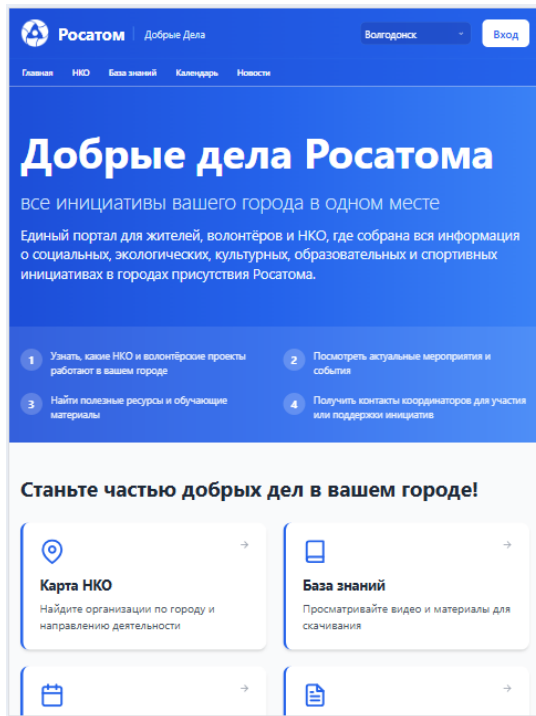 Росатом Добрые Дела Волгодонск Вход
Главная НКО База знаний Календарь Новости
Добрые дела Росатома
все инициативы вашего города в одном месте
Единый портал для жителей, волонтёров и НКО, где собрана вся информация
о социальных, экологических, культурных, образовательных и спортивных
инициативах в городах присутствия Росатома.
1 Узнать, какие НКО и волонтёрские проекты
работают в вашем городе
2 Посмотреть актуальные мероприятия и
события
3 Найти полезные ресурсы и обучающие
материалы
4 Получить контакты координаторов для участия
или поддержки инициатив
Станьте частью добрых дел в вашем городе!
Карта НКО
Найдите организации по городу и
направлению деятельности
База знаний
Просматривайте видео и материалы для
скачивания